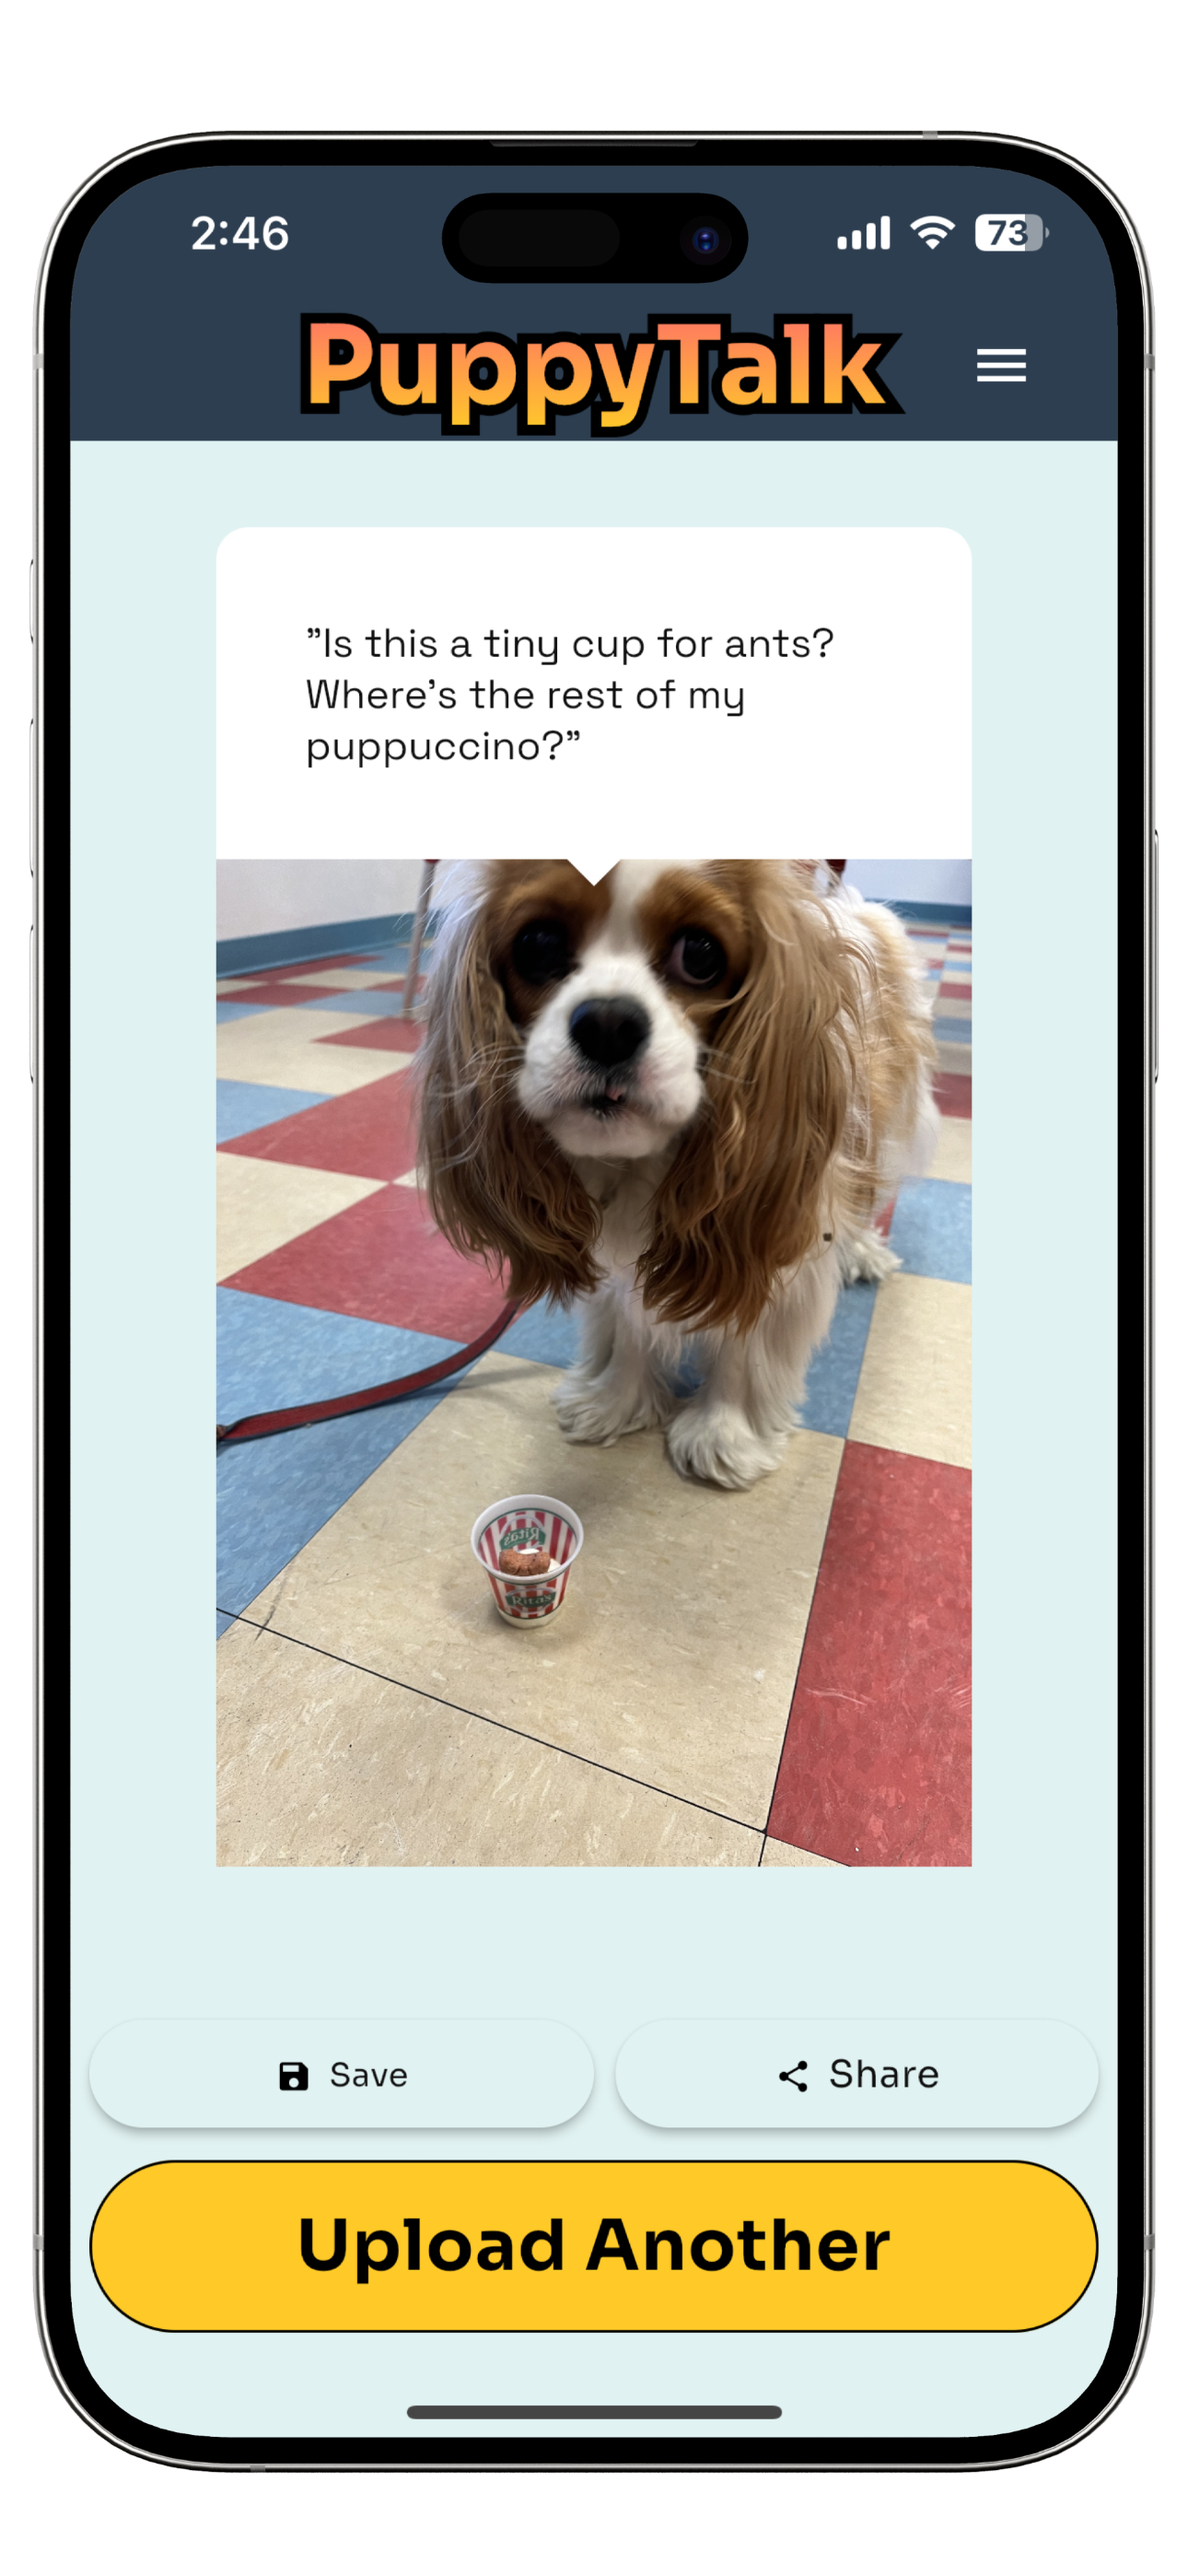 2:46
73
PuppyTalk
”Is this a tiny cup for ants?
Where’s the rest of my
puppuccino?”
Rita's
Rita's
Save
Share
Upload Another